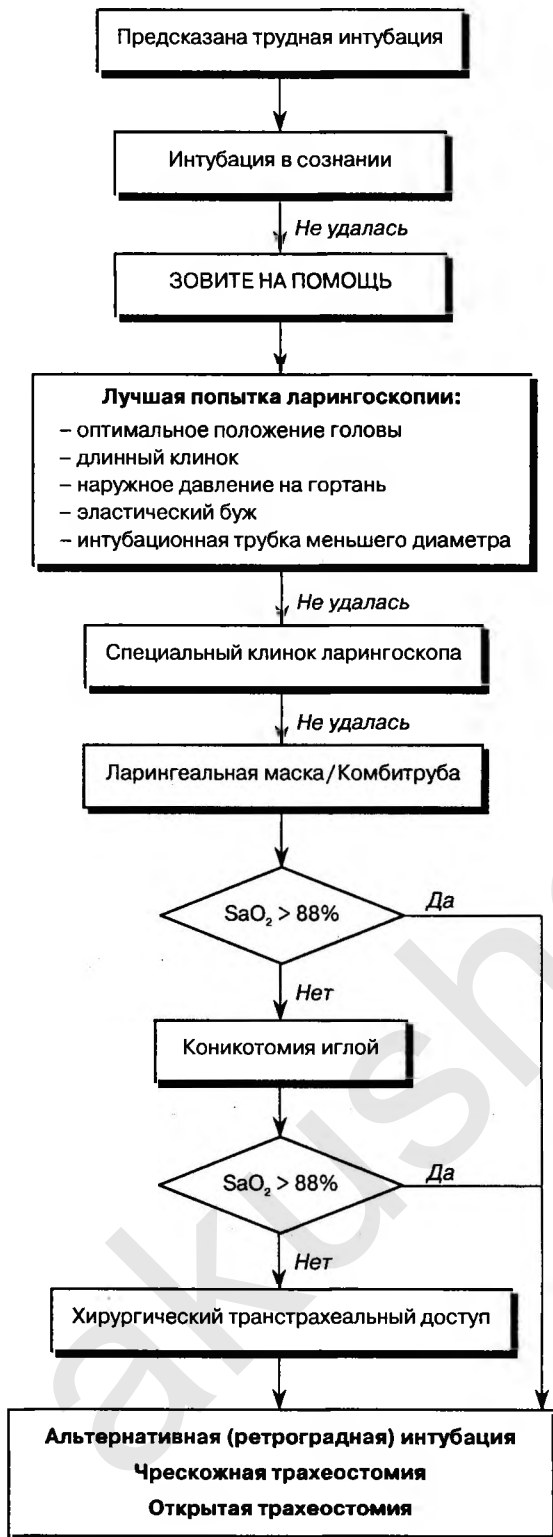 Предсказана трудная интубация
Интубация в сознании
Не удалась
ЗОВИТЕ НА ПОМОЩЬ
Лучшая попытка ларингоскопии:
– оптимальное положение головы
– длинный клинок
– наружное давление на гортань
– эластический буж
– интубационная трубка меньшего диаметра
Не удалась
Специальный клинок ларингоскопа
Не удалась
Ларингеальная маска/Комбитруба
SaO₂ > 88%
Да
Нет
Коникотомия иглой
SaO₂ > 88%
Да
Нет
Хирургический транстрахеальный доступ
Альтернативная (ретроградная) интубация
Чрескожная трахеостомия
Открытая трахеостомия
akush